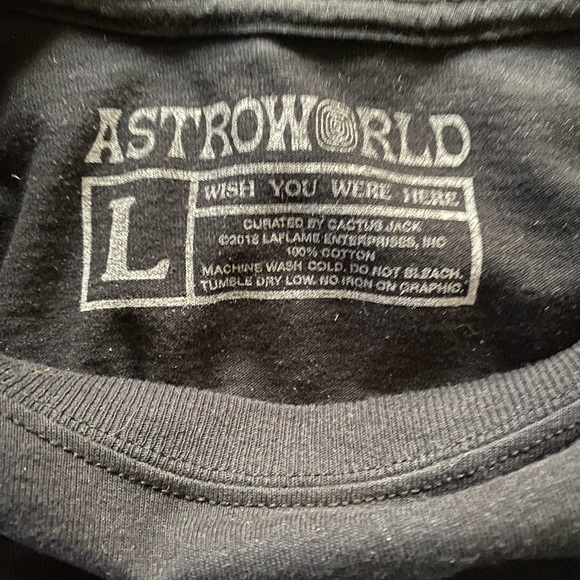 ASTROWORLD
L
WISH YOU WERE HERE
CURATED BY CACTUS JACK
©2018 LAFLAME ENTERPRISES, INC
100% COTTON
MACHINE WASH COLD. DO NOT BLEACH.
TUMBLE DRY LOW. NO IRON ON GRAPHIC.